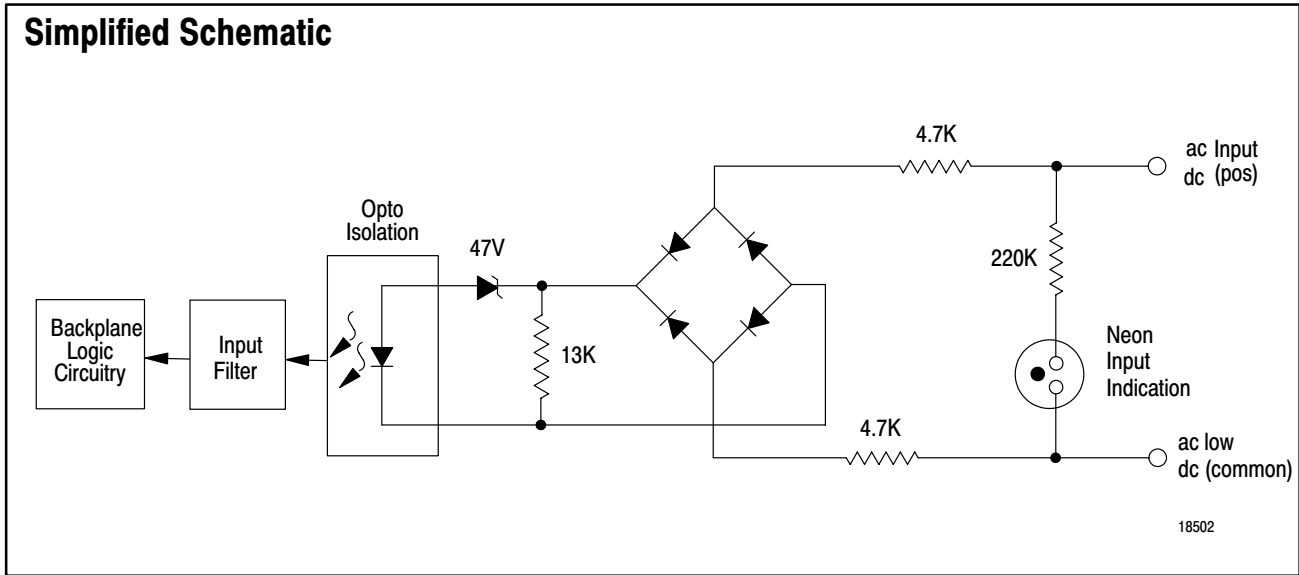 Simplified Schematic
4.7K
ac Input
dc (pos)
Opto
Isolation
47V
220K
Backplane
Logic
Circuitry
Input
Filter
13K
Neon
Input
Indication
4.7K
ac low
dc (common)
18502